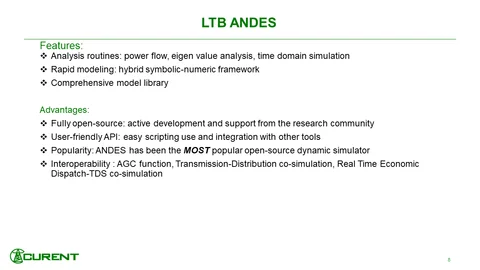 LTB ANDES
Features:
❖ Analysis routines: power flow, eigen value analysis, time domain simulation
❖ Rapid modeling: hybrid symbolic-numeric framework
❖ Comprehensive model library
Advantages:
❖ Fully open-source: active development and support from the research community
❖ User-friendly API: easy scripting use and integration with other tools
❖ Popularity: ANDES has been the MOST popular open-source dynamic simulator
❖ Interoperability : AGC function, Transmission-Distribution co-simulation, Real Time Economic
Dispatch-TDS co-simulation
CURENT